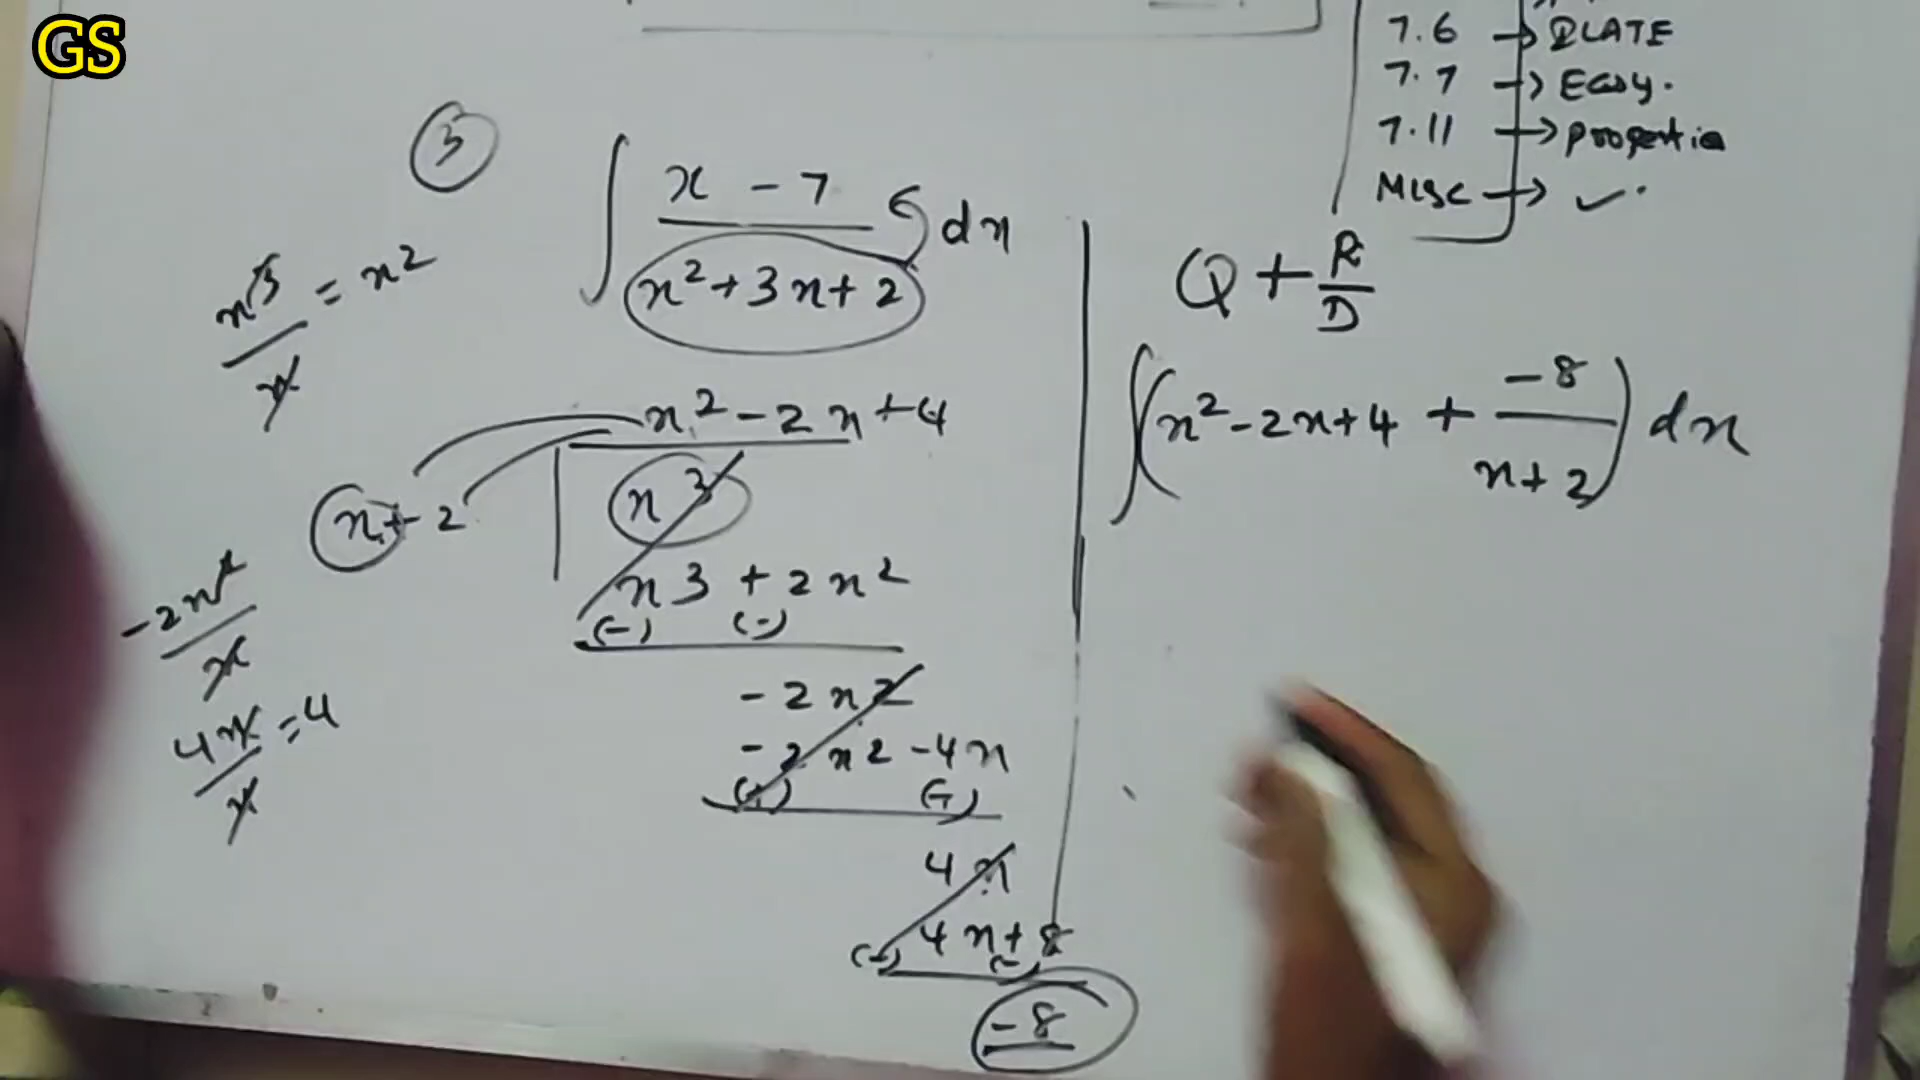 GS
7.6 → ILATE
7.7 → Easy.
7.11 → propertie
Misc → ✓.
3
∫ x - 7 / x² + 3x + 2 dx
x³ / x = x²
x² - 2x + 4
x + 2
x³
x3 + 2x²
(-) (-)
-2x²
-2x2 - 4x
(+) (+)
4x
4x + 8
(-) (-)
-8
-2x² / x
4x / x = 4
Q + R / D
∫ (x² - 2x + 4 + -8 / x + 2) dx